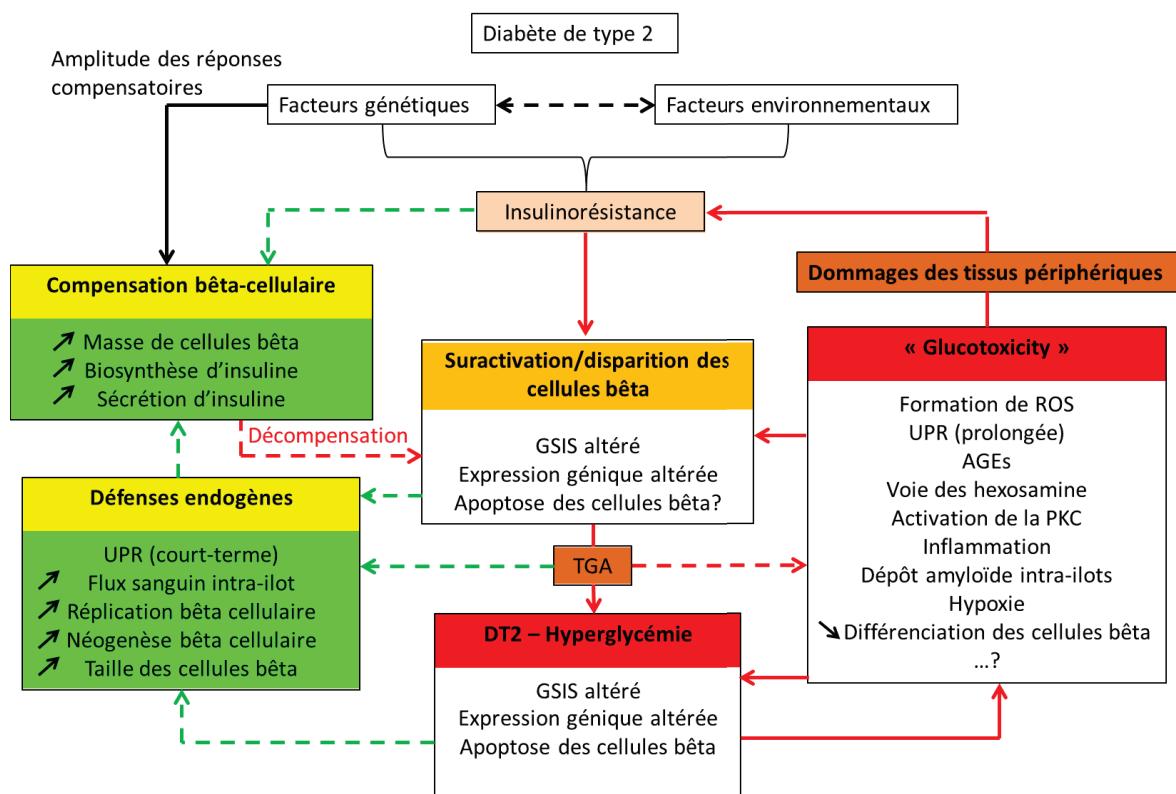 Diabète de type 2
Amplitude des réponses
compensatoires
Facteurs génétiques
Facteurs environnementaux
Insulinorésistance
Compensation bêta-cellulaire
Masse de cellules bêta
Biosynthèse d'insuline
Sécrétion d'insuline
Dommages des tissus périphériques
Suractivation/disparition des
cellules bêta
GSIS altéré
Expression génique altérée
Apoptose des cellules bêta?
« Glucotoxicity »
Formation de ROS
UPR (prolongée)
AGEs
Voie des hexosamine
Activation de la PKC
Inflammation
Dépôt amyloïde intra-ilots
Hypoxie
Différenciation des cellules bêta
...?
Décompensation
Défenses endogènes
UPR (court-terme)
Flux sanguin intra-ilot
Réplication bêta cellulaire
Néogenèse bêta cellulaire
Taille des cellules bêta
TGA
DT2 – Hyperglycémie
GSIS altéré
Expression génique altérée
Apoptose des cellules bêta